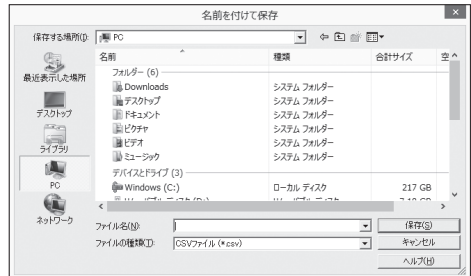 名前を付けて保存
保存する場所(I): PC
名前 種類 合計サイズ 空
フォルダー (6)
Downloads システム フォルダー
デスクトップ システム フォルダー
ドキュメント システム フォルダー
ピクチャ システム フォルダー
ビデオ システム フォルダー
ミュージック システム フォルダー
デバイスとドライブ (3)
Windows (C:) ローカル ディスク 217 GB
最近表示した場所
デスクトップ
ライブラリ
PC
ネットワーク
ファイル名(N): 保存(S)
ファイルの種類(T): CSVファイル (*.csv) キャンセル
ヘルプ(H)